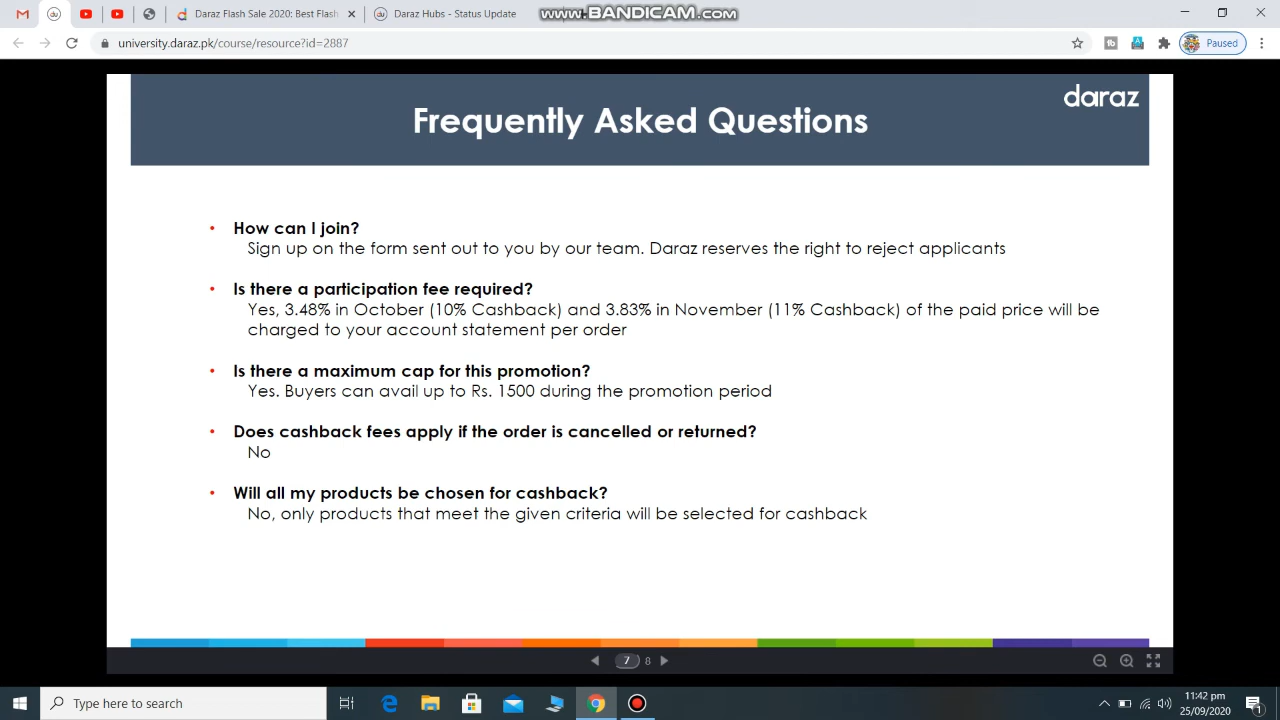 Daraz Flash Sale 2020: Best Flash
Daraz Hubs - Status Update
WWW.BANDICAM.COM
university.daraz.pk/course/resource?id=2887
Paused
daraz
Frequently Asked Questions
• How can I join?
Sign up on the form sent out to you by our team. Daraz reserves the right to reject applicants
• Is there a participation fee required?
Yes, 3.48% in October (10% Cashback) and 3.83% in November (11% Cashback) of the paid price will be
charged to your account statement per order
• Is there a maximum cap for this promotion?
Yes. Buyers can avail up to Rs. 1500 during the promotion period
• Does cashback fees apply if the order is cancelled or returned?
No
• Will all my products be chosen for cashback?
No, only products that meet the given criteria will be selected for cashback
7 8
Type here to search
11:42 pm
25/09/2020